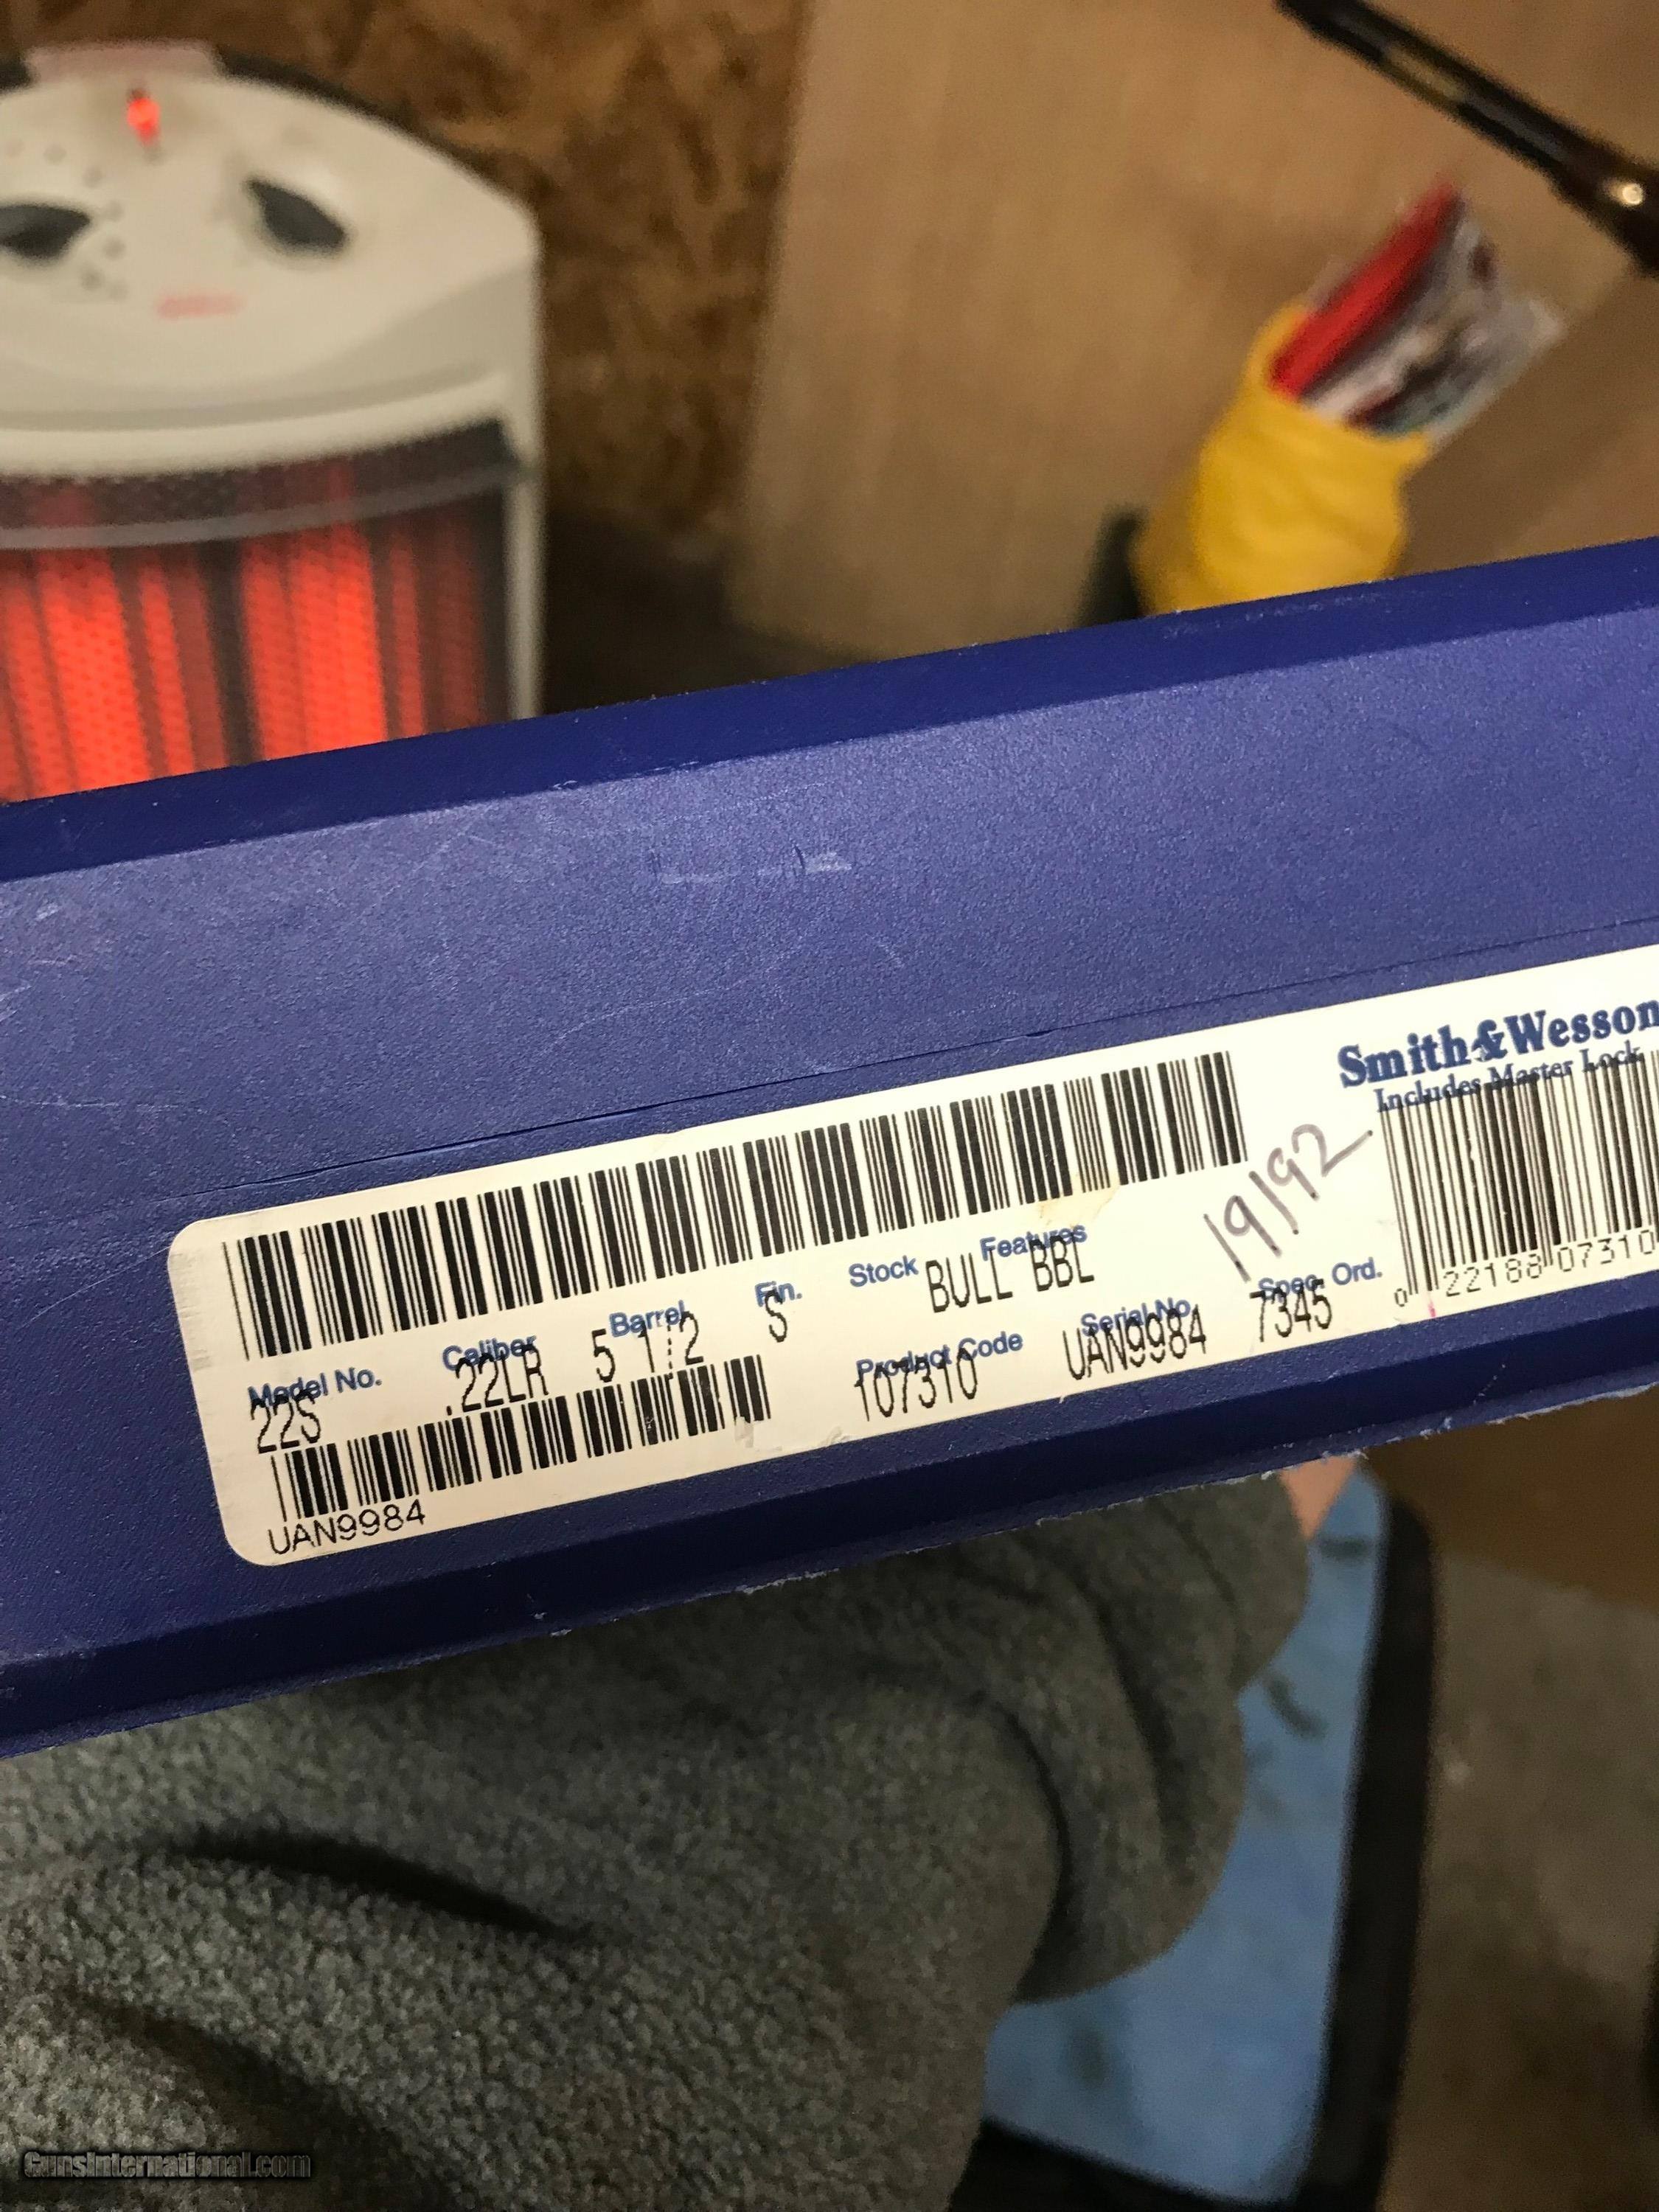 Smith&Wesson
Includes Master Lock
19192
Model No. Caliber Barrel Fin. Stock Features
22S .22LR 5 1/2 S BULL BBL
Product Code Serial No. Spec. Ord.
107310 UAN9984 7345
0 22188 07310
UAN9984
GunsInternational.com